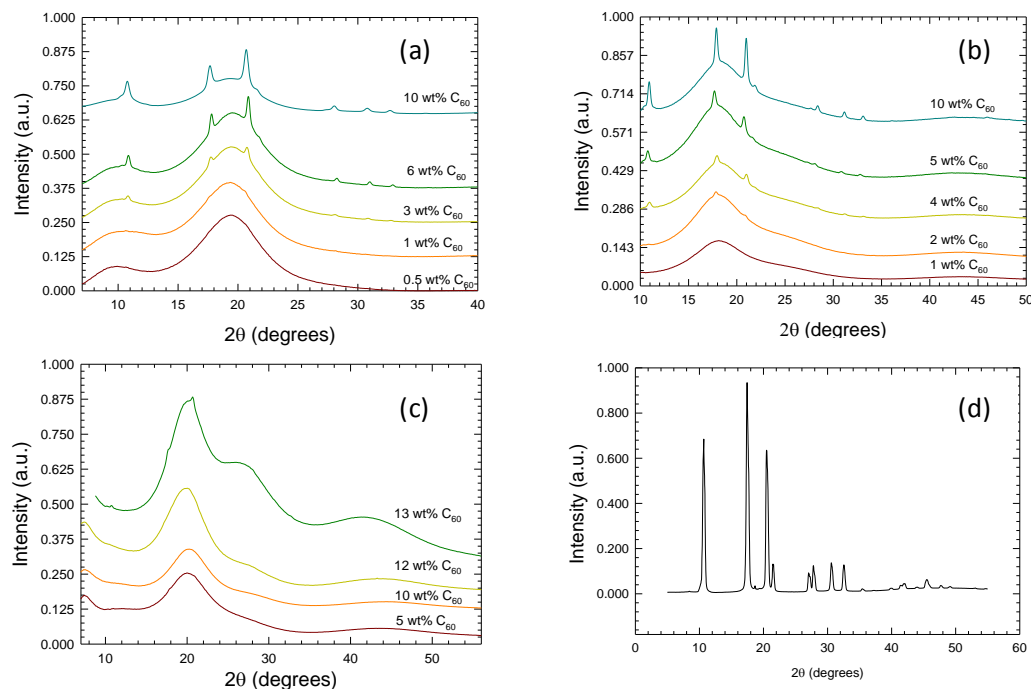 1.000
0.875
0.750
0.625
0.500
0.375
0.250
0.125
0.000
Intensity (a.u.)
(a)
10 wt% C60
6 wt% C60
3 wt% C60
1 wt% C60
0.5 wt% C60
10 15 20 25 30 35 40
2θ (degrees)
1.000
0.857
0.714
0.571
0.429
0.286
0.143
0.000
Intensity (a.u.)
(b)
10 wt% C60
5 wt% C60
4 wt% C60
2 wt% C60
1 wt% C60
10 15 20 25 30 35 40 45 50
2θ (degrees)
1.000
0.875
0.750
0.625
0.500
0.375
0.250
0.125
0.000
Intensity (a.u.)
(c)
13 wt% C60
12 wt% C60
10 wt% C60
5 wt% C60
10 20 30 40 50
2θ (degrees)
1.000
0.800
0.600
0.400
0.200
0.000
Intensity (a.u.)
(d)
0 10 20 30 40 50 60
2θ (degrees)